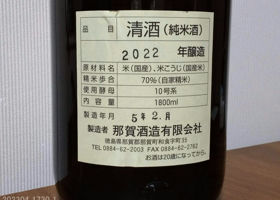 品目 清酒（純米酒）
2022 年醸造
原材料名 米（国産）、米こうじ（国産米）
精米歩合 70%（自家精米）
使用酵母 10号系
内容量 1800ml
製造年月 5年2月
製造者 那賀酒造有限会社
徳島県那賀郡那賀町和食字町35
TEL 0884-62-2003 FAX 0884-62-2762
お酒は20歳になってから。